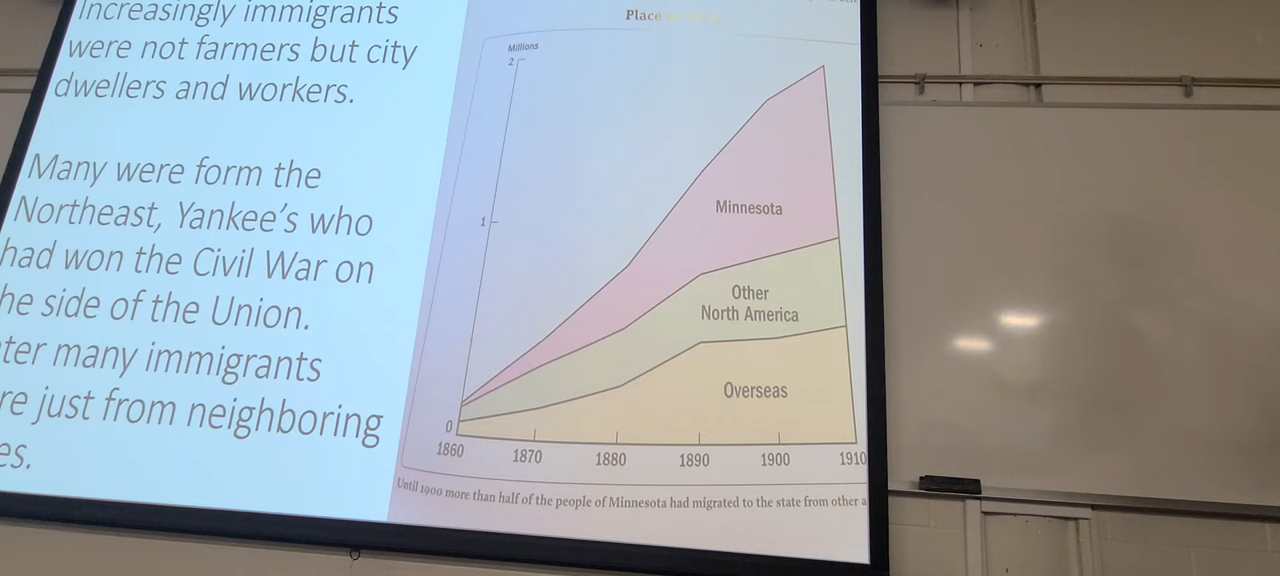 Increasingly immigrants
were not farmers but city
dwellers and workers.
Many were form the
Northeast, Yankee's who
had won the Civil War on
he side of the Union.
ter many immigrants
re just from neighboring
es.
Place
Millions
2
1
0
Minnesota
Other
North America
Overseas
1860 1870 1880 1890 1900 1910
Until 1900 more than half of the people of Minnesota had migrated to the state from other a